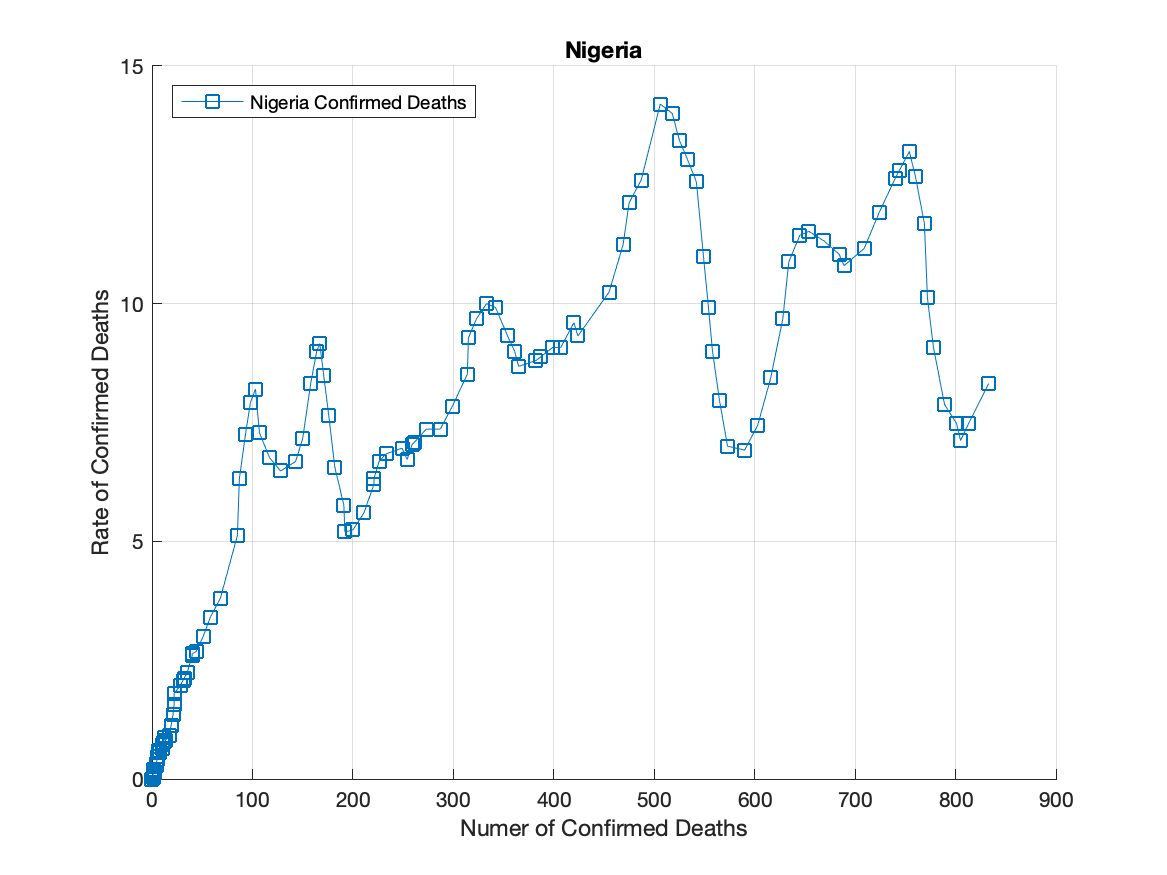 Nigeria
Nigeria Confirmed Deaths
15
10
5
0
Rate of Confirmed Deaths
0 100 200 300 400 500 600 700 800 900
Numer of Confirmed Deaths